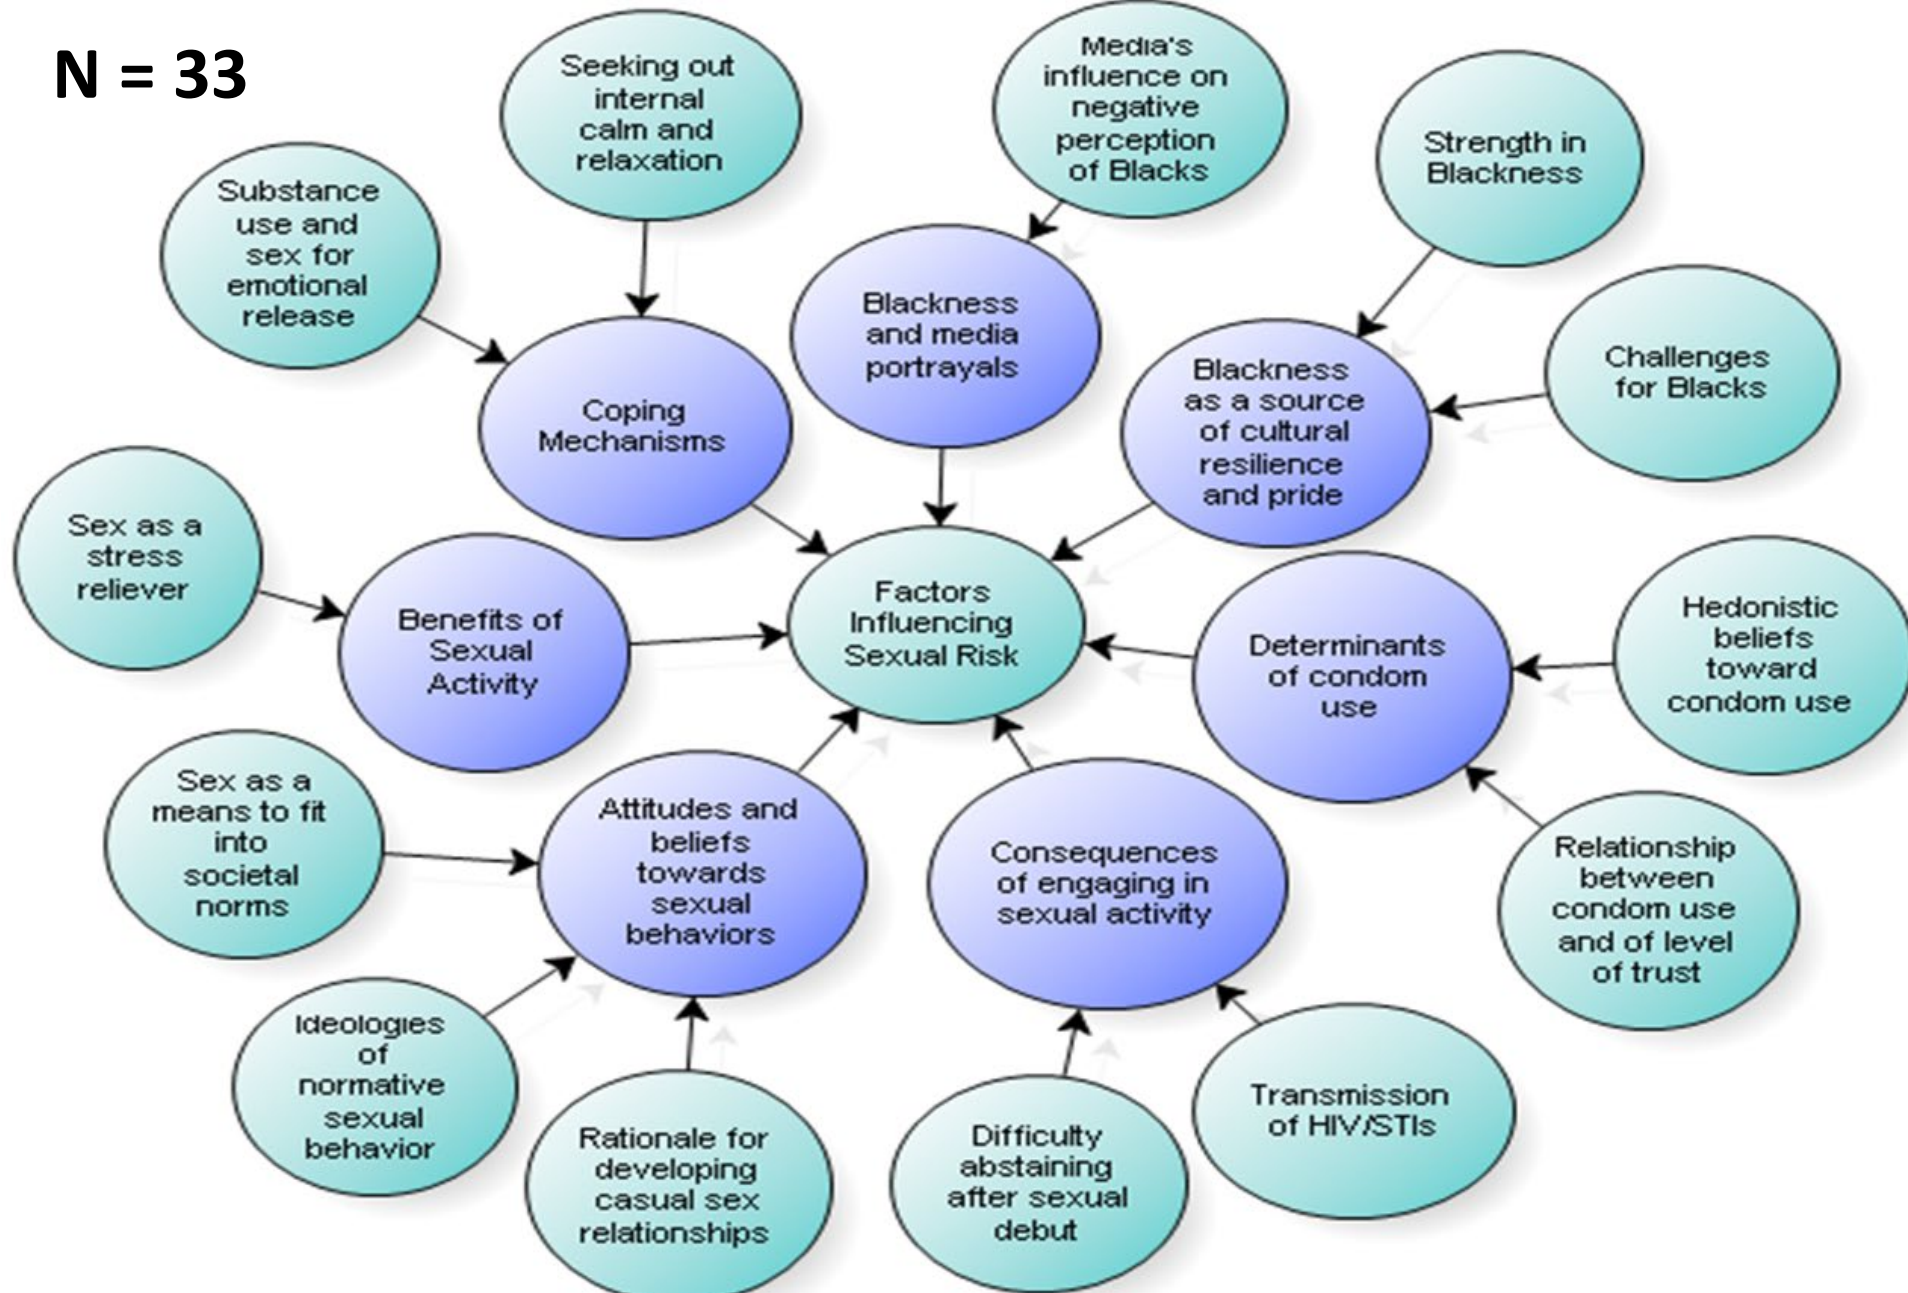 N = 33
Seeking out
internal
calm and
relaxation
Media's
influence on
negative
perception
of Blacks
Strength in
Blackness
Substance
use and
sex for
emotional
release
Blackness
and media
portrayals
Challenges
for Blacks
Coping
Mechanisms
Blackness
as a source
of cultural
resilience
and pride
Sex as a
stress
reliever
Benefits of
Sexual
Activity
Factors
Influencing
Sexual Risk
Determinants
of condom
use
Hedonistic
beliefs
toward
condom use
Sex as a
means to fit
into
societal
norms
Attitudes and
beliefs
towards
sexual
behaviors
Consequences
of engaging in
sexual activity
Relationship
between
condom use
and of level
of trust
Ideologies
of
normative
sexual
behavior
Rationale for
developing
casual sex
relationships
Difficulty
abstaining
after sexual
debut
Transmission
of HIV/STIs